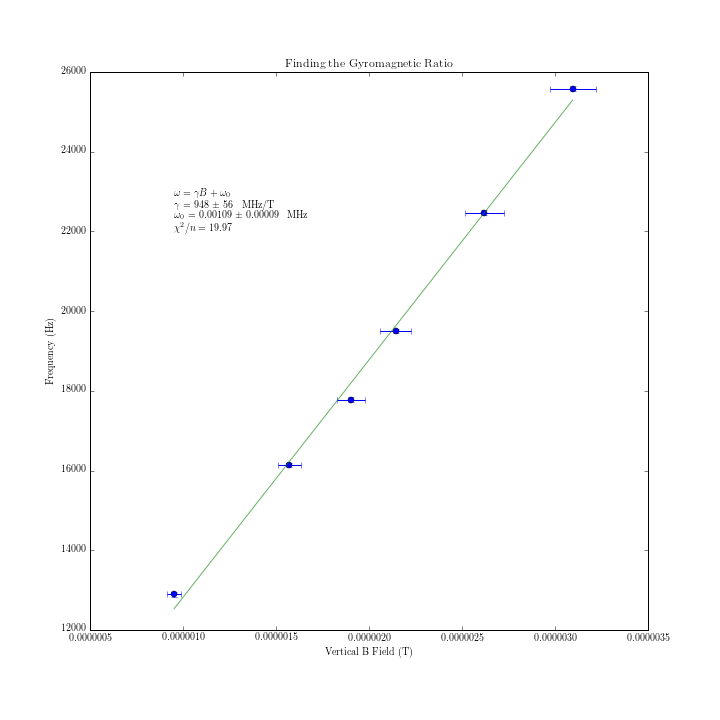 Finding the Gyromagnetic Ratio
26000
24000
22000
20000
18000
16000
14000
12000
ω = γB + ω₀
γ = 948 ± 56 MHz/T
ω₀ = 0.00109 ± 0.00009 MHz
χ²/n = 19.97
Frequency (Hz)
0.0000005 0.0000010 0.0000015 0.0000020 0.0000025 0.0000030 0.0000035
Vertical B Field (T)